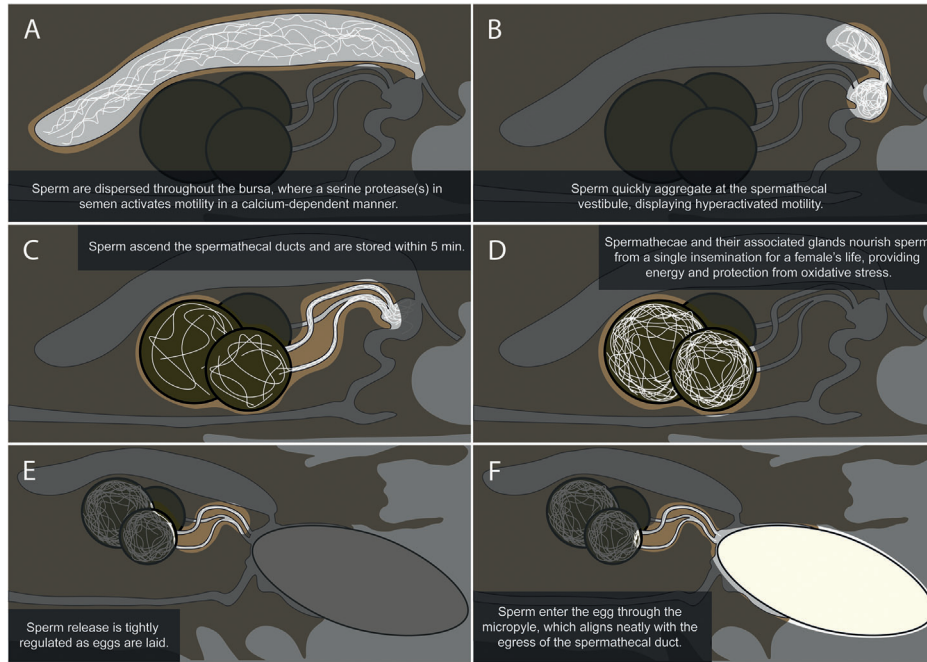 A
Sperm are dispersed throughout the bursa, where a serine protease(s) in
semen activates motility in a calcium-dependent manner.
B
Sperm quickly aggregate at the spermathecal
vestibule, displaying hyperactivated motility.
C
Sperm ascend the spermathecal ducts and are stored within 5 min.
D
Spermathecae and their associated glands nourish sperm
from a single insemination for a female's life, providing
energy and protection from oxidative stress.
E
Sperm release is tightly
regulated as eggs are laid.
F
Sperm enter the egg through the
micropyle, which aligns neatly with the
egress of the spermathecal duct.